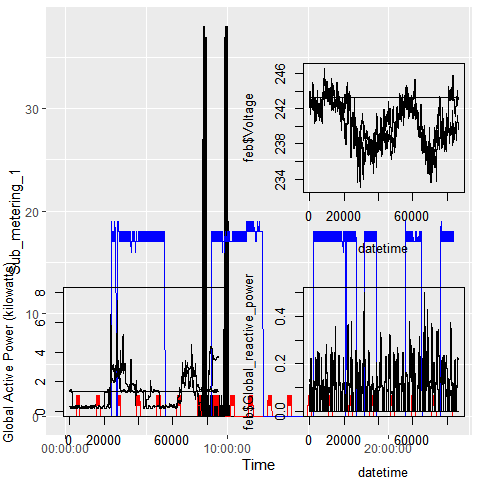 246
242
238
234
feb$Voltage
0 20000 60000
datetime
30
20
10
Sub_metering_1
Global Active Power (kilowatts)
8
6
4
2
0
0 20000 60000
feb$Global_reactive_power
0.4
0.2
0.0
0 20000 60000
00:00:00 10:00:00 20:00:00
Time
datetime